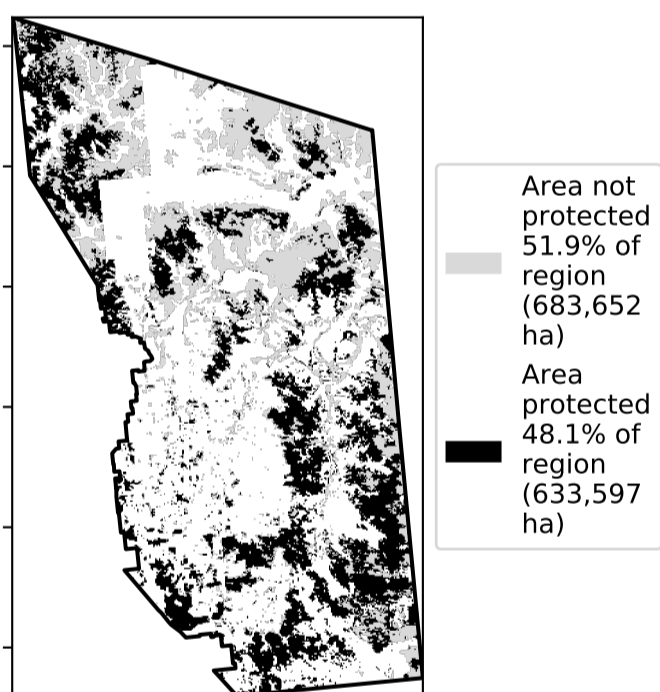 Area not
protected
51.9% of
region
(683,652
ha)
Area
protected
48.1% of
region
(633,597
ha)